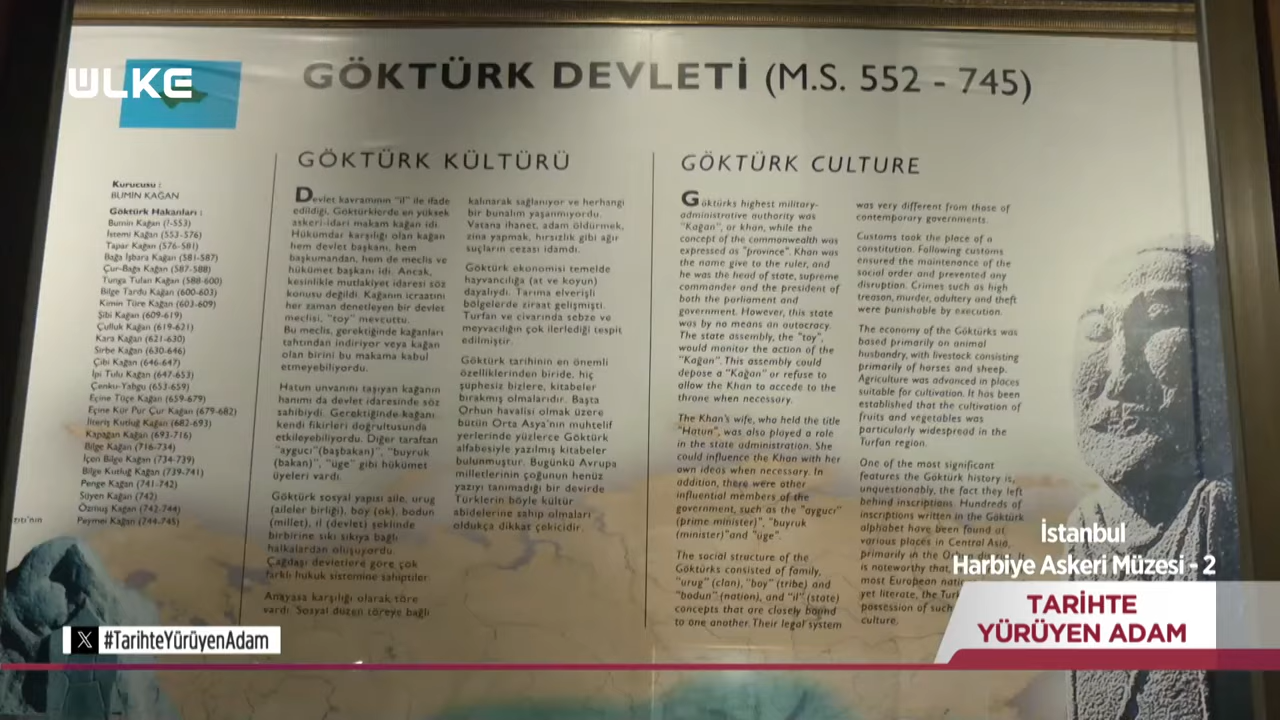 ÜLKE
GÖKTÜRK DEVLETİ (M.S. 552 - 745)
Kurucusu :
BUMİN KAĞAN
Göktürk Hakanları :
Bumin Kağan (?-553)
İstemi Kağan (553-576)
Tapar Kağan (576-581)
Bağa İşbara Kağan (581-587)
Çur-Bağa Kağan (587-588)
Tunga Tulan Kağan (588-600)
Bilge Tardu Kağan (600-603)
Kimin Türe Kağan (603-609)
Şibi Kağan (609-619)
Çulluk Kağan (619-621)
Kara Kağan (621-630)
Sirbe Kağan (630-646)
Çibi Kağan (646-647)
İpi Tulu Kağan (647-653)
Çenku-Yabgu (653-659)
Eçine Tüçe Kağan (659-679)
Eçine Kür Pur Çur Kağan (679-682)
İlteriş Kutluğ Kağan (682-693)
Kapağan Kağan (693-716)
Bilge Kağan (716-734)
İçen Bilge Kağan (734-739)
Bilge Kutluğ Kağan (739-741)
Penge Kağan (741-742)
Süyen Kağan (742)
Özmuş Kağan (742-744)
Peymei Kağan (744-745)
GÖKTÜRK KÜLTÜRÜ
Devlet kavramının "il" ile ifade
edildiği, Göktürklerde en yüksek
askeri-idari makam kağan idi.
Hükümdar karşılığı olan kağan
hem devlet başkanı, hem
başkumandan, hem de meclis ve
hükümet başkanı idi. Ancak,
kesinlikle mutlakiyet idaresi söz
konusu değildi. Kağanın icraatını
her zaman denetleyen bir devlet
meclisi, "toy" mevcuttu.
Bu meclis, gerektiğinde kağanları
tahtından indiriyor veya kağan
olan birini bu makama kabul
etmeyebiliyordu.
Hatun unvanını taşıyan kağanın
hanımı da devlet idaresinde söz
sahibiydi. Gerektiğinde kağanı
kendi fikirleri doğrultusunda
etkileyebiliyordu. Diğer taraftan
"aygucı"(başbakan)", "buyruk
(bakan)", "üge" gibi hükümet
üyeleri vardı.
Göktürk sosyal yapısı aile, urug
(aileler birliği), boy (ok), bodun
(millet), il (devlet) şeklinde
birbirine sıkı sıkıya bağlı
halkalardan oluşuyordu.
Çağdaşı devletlere göre çok
farklı hukuk sistemine sahiptiler.
Anayasa karşılığı olarak töre
vardı. Sosyal düzen töreye bağlı
kalınarak sağlanıyor ve herhangi
bir bunalım yaşanmıyordu.
Vatana ihanet, adam öldürmek,
zina yapmak, hırsızlık gibi ağır
suçların cezası idamdı.
Göktürk ekonomisi temelde
hayvancılığa (at ve koyun)
dayalıydı. Tarıma elverişli
bölgelerde ziraat gelişmişti.
Turfan ve civarında sebze ve
meyvacılığın çok ilerlediği tespit
edilmiştir.
Göktürk tarihinin en önemli
özelliklerinden biride, hiç
şüphesiz bizlere, kitabeler
bırakmış olmalarıdır. Başta
Orhun havalisi olmak üzere
bütün Orta Asya'nın muhtelif
yerlerinde yüzlerce Göktürk
alfabesiyle yazılmış kitabeler
bulunmuştur. Bugünkü Avrupa
milletlerinin çoğunun henüz
yazıyı tanımadığı bir devirde
Türklerin böyle kültür
abidelerine sahip olmaları
oldukça dikkat çekicidir.
GÖKTÜRK CULTURE
Göktürks highest military-
administrative authority was
"Kağan", or khan, while the
concept of the commonwealth was
expressed as "province". Khan was
the name give to the ruler, and
he was the head of state, supreme
commander and the president of
both the parliament and
government. However, this state
was by no means an autocracy.
The state assembly, the "toy",
would monitor the action of the
"Kağan". This assembly could
depose a "Kağan" or refuse to
allow the Khan to accede to the
throne when necessary.
The Khan's wife, who held the title
"Hatun", was also played a role
in the state administration. She
could influence the Khan with her
own ideas when necessary. In
addition, there were other
influential members of the
government, such as the "aygucı"
(prime minister)", "buyruk
(minister)"and "üge".
The social structure of the
Göktürks consisted of family,
"urug" (clan), "boy" (tribe) and
"bodun" (nation), and "il" (state)
concepts that are closely bound
to one another. Their legal system
was very different from those of
contemporary governments.
Customs took the place of a
constitution. Following customs
ensured the maintenance of the
social order and prevented any
disruption. Crimes such as high
treason, murder, adultery and theft
were punishable by execution.
The economy of the Göktürks was
based primarily on animal
husbandry, with livestock consisting
primarily of horses and sheep.
Agriculture was advanced in places
suitable for cultivation. It has been
established that the cultivation of
fruits and vegetables was
particularly widespread in the
Turfan region.
One of the most significant
features the Göktürk history is,
unquestionably, the fact they left
behind inscriptions. Hundreds of
inscriptions written in the Göktürk
alphabet have been found at
various places in Central Asia,
primarily in the
is noteworthy that,
most European
yet literate, the
possession of such
culture.
İstanbul
Harbiye Askeri Müzesi - 2
TARİHTE
YÜRÜYEN ADAM
X #TarihteYürüyenAdam